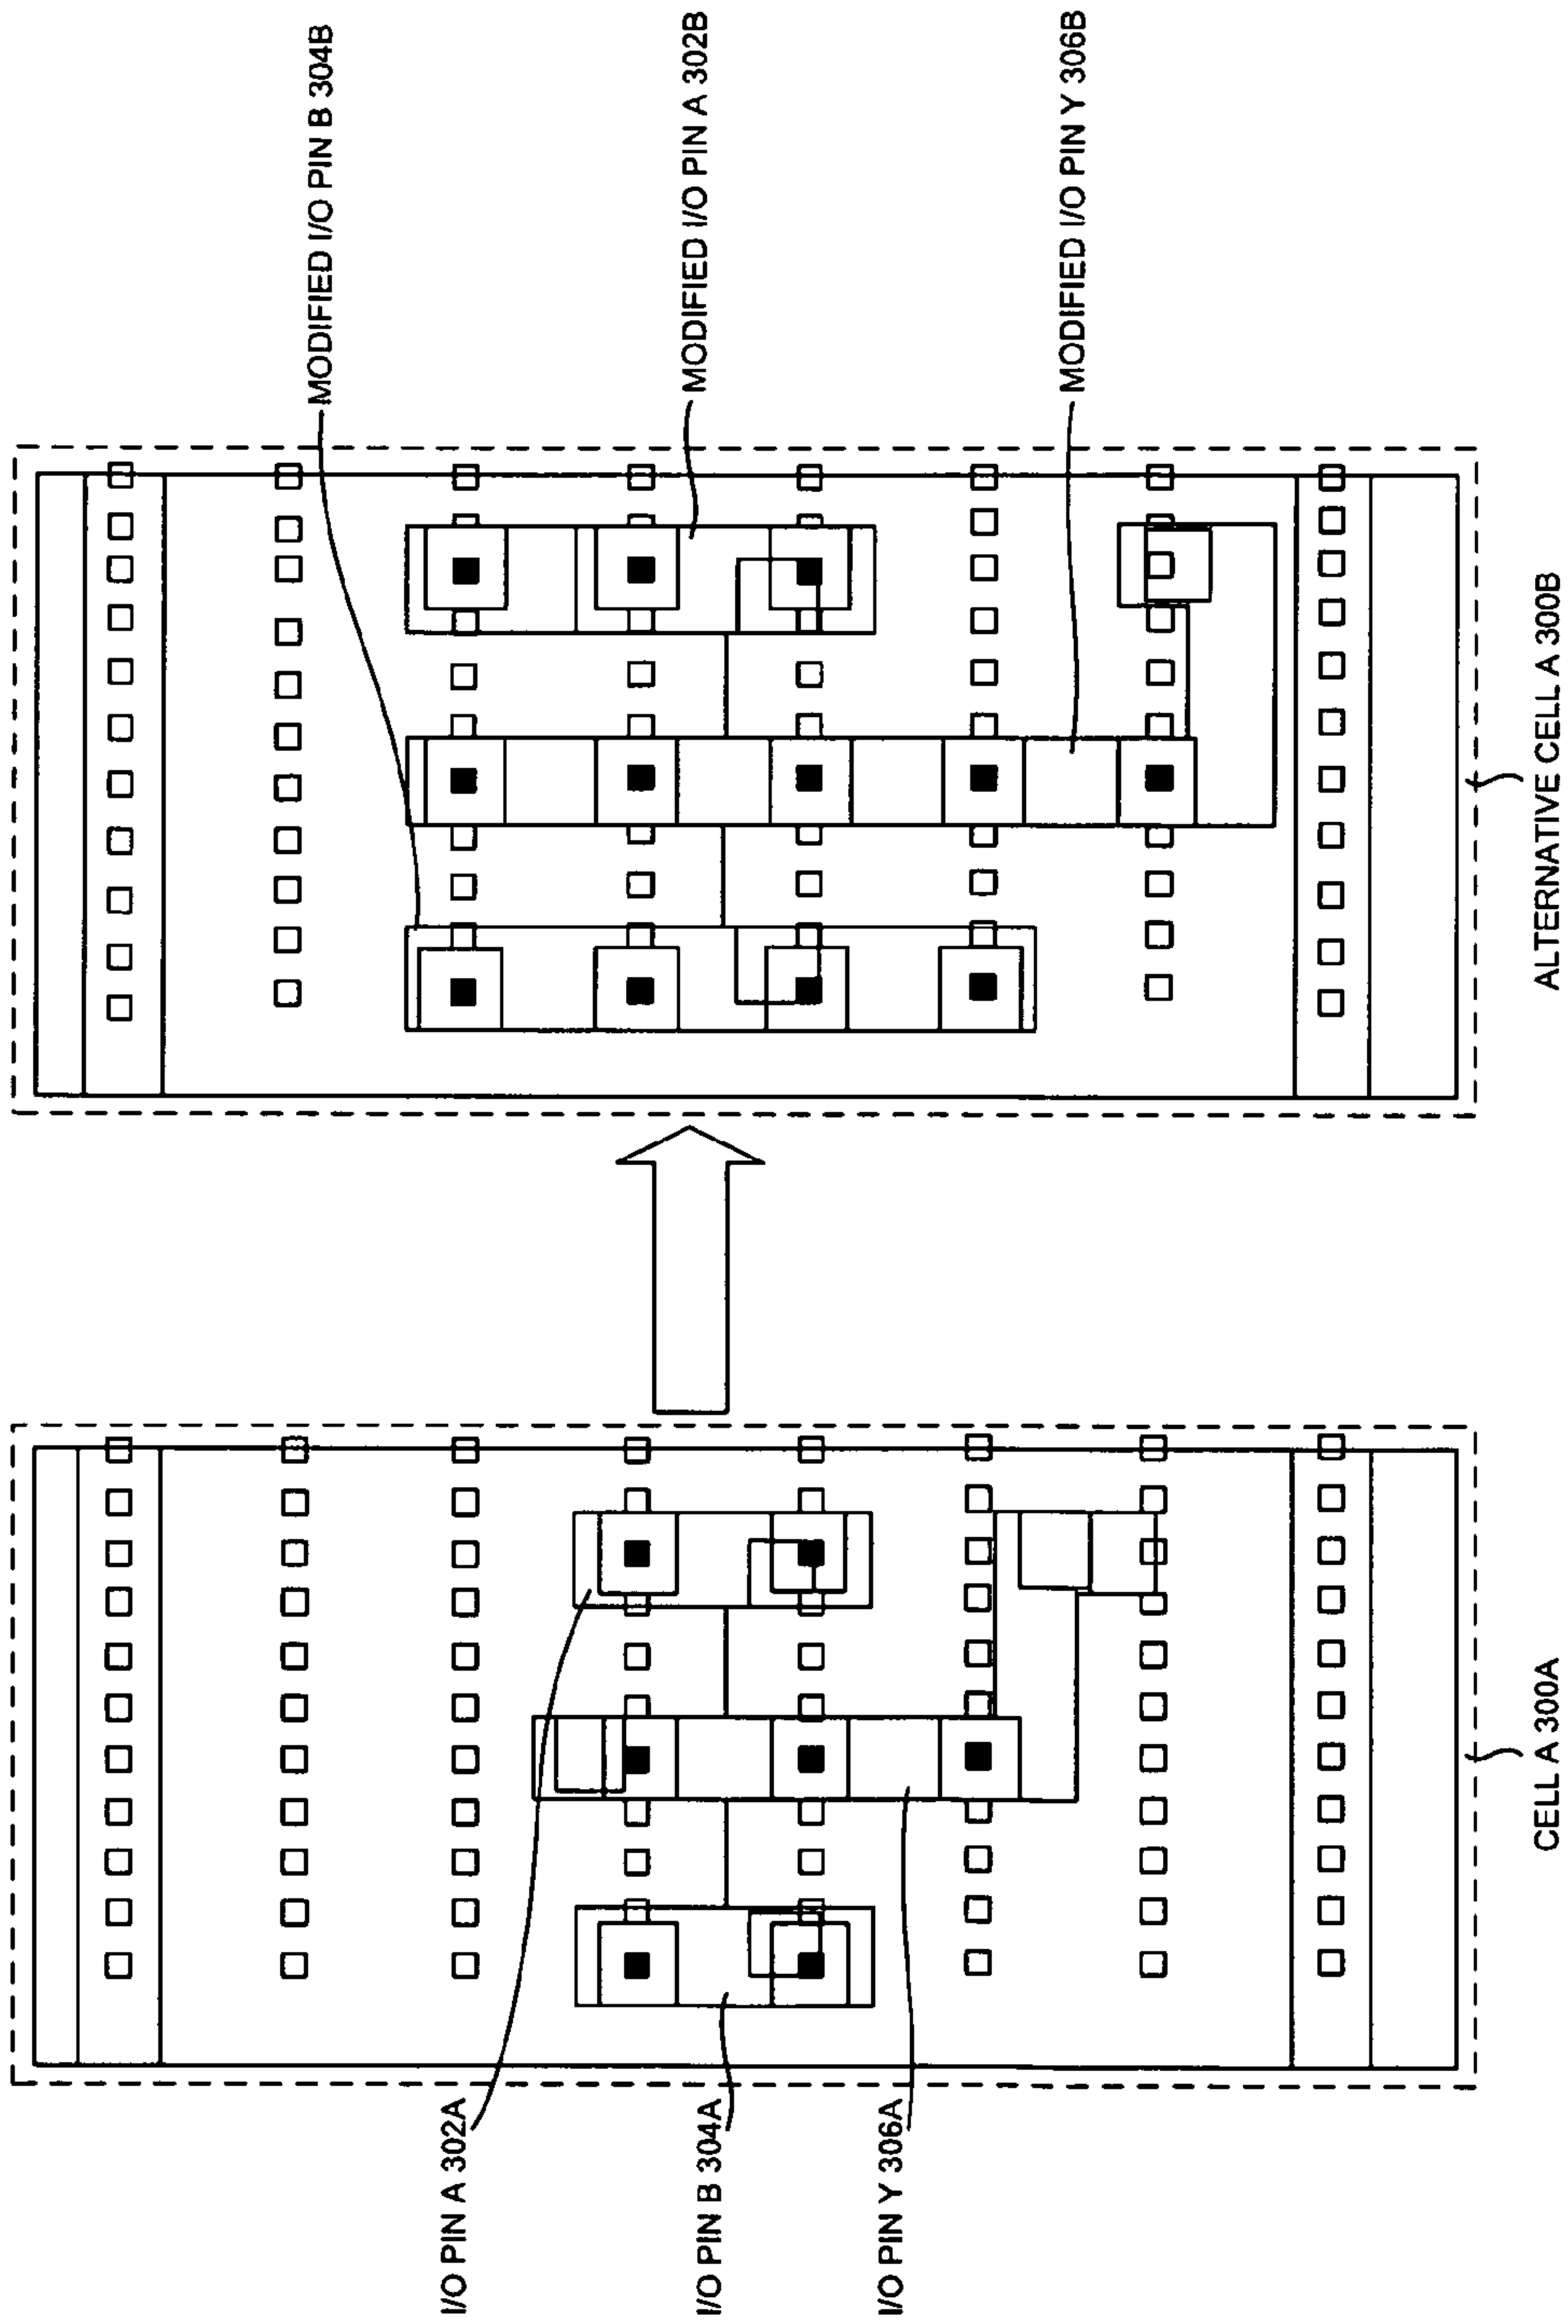 I/O PIN A 302A
I/O PIN B 304A
I/O PIN Y 306A
CELL A 300A
MODIFIED I/O PIN B 304B
MODIFIED I/O PIN A 302B
MODIFIED I/O PIN Y 306B
ALTERNATIVE CELL A 300B